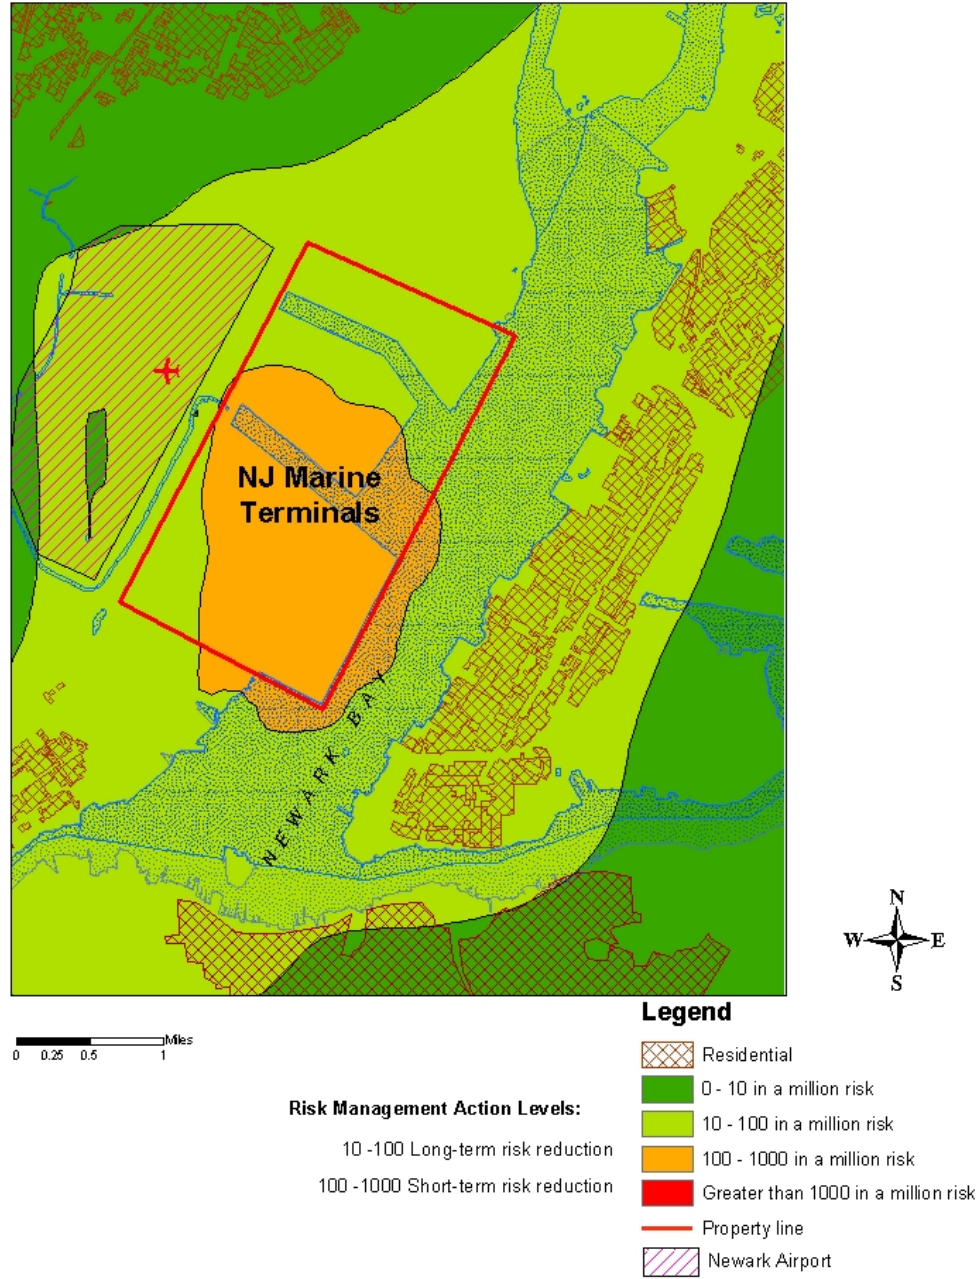 NJ Marine
Terminals
NEWARK BAY
N
W E
S
Miles
0 0.25 0.5 1
Risk Management Action Levels:
10 -100 Long-term risk reduction
100 -1000 Short-term risk reduction
Legend
Residential
0 - 10 in a million risk
10 - 100 in a million risk
100 - 1000 in a million risk
Greater than 1000 in a million risk
Property line
Newark Airport